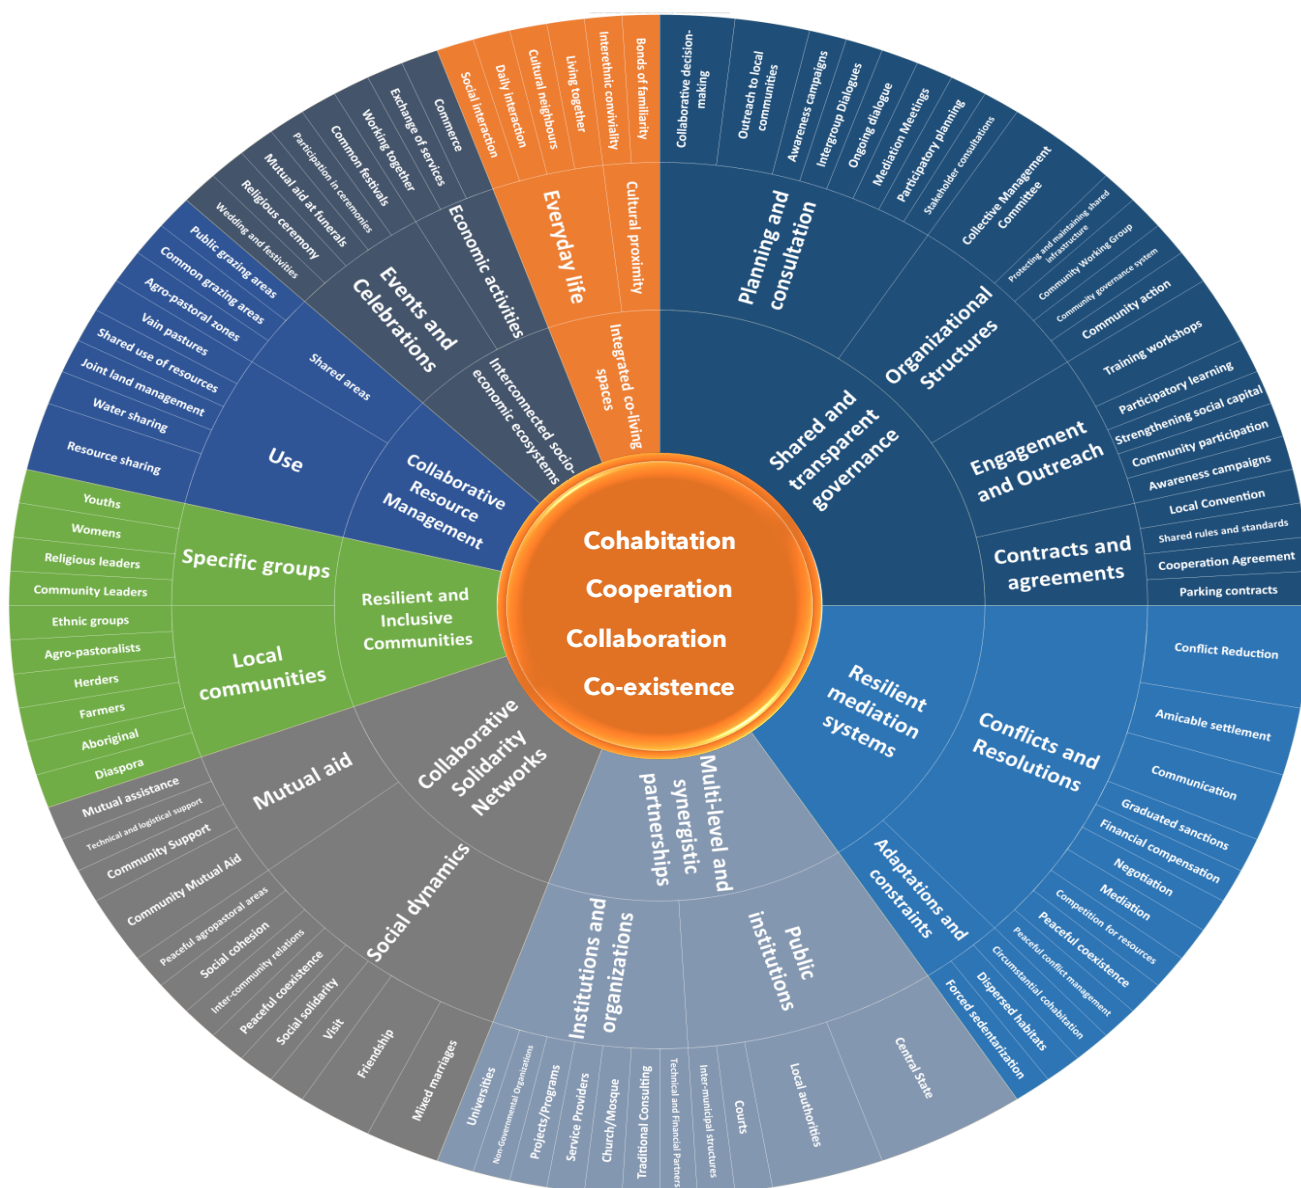 Cohabitation
Cooperation
Collaboration
Co-existence
Shared and
transparent
governance
Planning and
consultation
Collaborative decision-
making
Outreach to local
communities
Awareness campaigns
Intergroup Dialogues
Ongoing dialogue
Mediation Meetings
Participatory planning
Stakeholder consultations
Organizational
Structures
Collective Management
Committee
Protecting and maintaining shared
infrastructure
Community Working Group
Community governance system
Engagement
and Outreach
Community action
Training workshops
Participatory learning
Strengthening social capital
Community participation
Awareness campaigns
Contracts and
agreements
Local Convention
Shared rules and standards
Cooperation Agreement
Parking contracts
Resilient
mediation
systems
Conflicts and
Resolutions
Conflict Reduction
Amicable settlement
Communication
Graduated sanctions
Financial compensation
Negotiation
Mediation
Competition for resources
Peaceful coexistence
Peaceful conflict management
Adaptations and
constraints
Circumstantial cohabitation
Dispersed habitats
Forced sedentarization
Multi-level and
synergistic
partnerships
Public
institutions
Central State
Local authorities
Courts
Inter-municipal structures
Institutions and
organizations
Technical and Financial Partners
Traditional Consulting
Church/Mosque
Service Providers
Projects/Programs
Non-Governmental Organizations
Universities
Collaborative
Solidarity
Networks
Social dynamics
Mixed marriages
Friendship
Visit
Social solidarity
Peaceful coexistence
Inter-community relations
Social cohesion
Peaceful agropastoral areas
Mutual aid
Community Mutual Aid
Community Support
Technical and logistical support
Mutual assistance
Resilient and
Inclusive
Communities
Local
communities
Diaspora
Aboriginal
Farmers
Herders
Agro-pastoralists
Ethnic groups
Specific groups
Community Leaders
Religious leaders
Womens
Youths
Collaborative
Resource
Management
Use
Resource sharing
Water sharing
Joint land management
Shared use of resources
Shared areas
Vain pastures
Agro-pastoral zones
Common grazing areas
Public grazing areas
Interconnected socio-
economic ecosystems
Events and
Celebrations
Wedding and festivities
Religious ceremony
Mutual aid at funerals
Participation in ceremonies
Common festivals
Economic activities
Working together
Exchange of services
Commerce
Integrated co-living
spaces
Everyday life
Social interaction
Daily interaction
Cultural neighbours
Living together
Cultural proximity
Interethnic conviviality
Bonds of familiarity